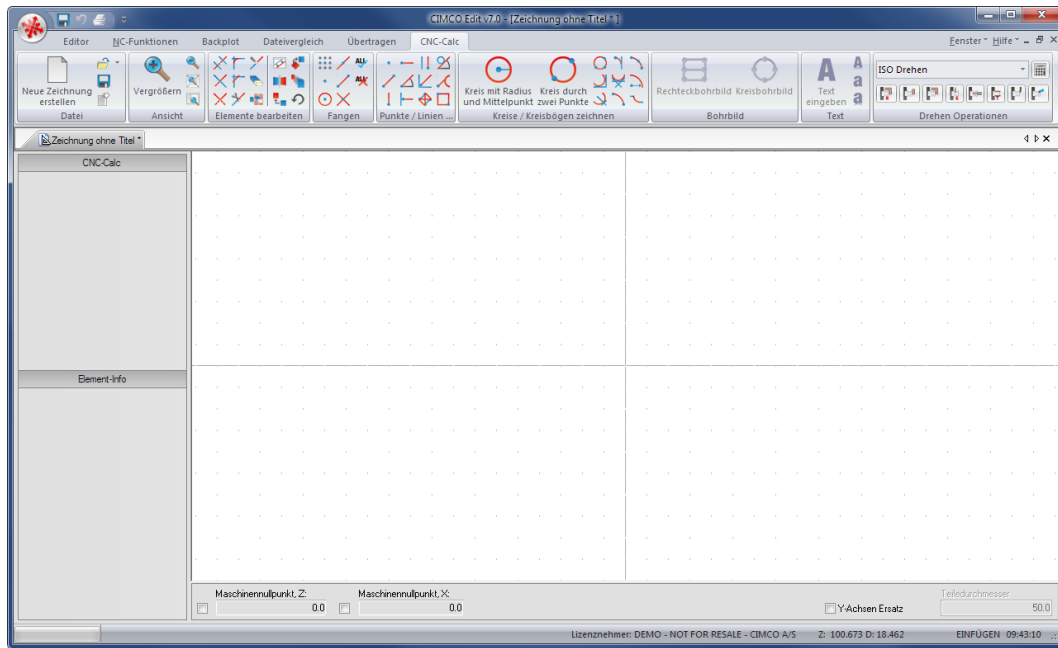 CIMCO Edit v7.0 - [Zeichnung ohne Titel *]
Editor NC-Funktionen Backplot Dateivergleich Übertragen CNC-Calc Fenster Hilfe
Neue Zeichnung erstellen
Vergrößern
ALL
ALL
Kreis mit Radius und Mittelpunkt
Kreis durch zwei Punkte
Rechteckbohrbild Kreisbohrbild
A
Text eingeben
A
a
a
ISO Drehen
Datei Ansicht Elemente bearbeiten Fangen Punkte / Linien ... Kreise / Kreisbögen zeichnen Bohrbild Text Drehen Operationen
Zeichnung ohne Titel *
CNC-Calc
Element-Info
Maschinennullpunkt, Z: Maschinennullpunkt, X: Teiledurchmesser
0.0 0.0 Y-Achsen Ersatz 50.0
Lizenznehmer: DEMO - NOT FOR RESALE - CIMCO A/S Z: 100.673 D: 18.462 EINFÜGEN 09:43:10